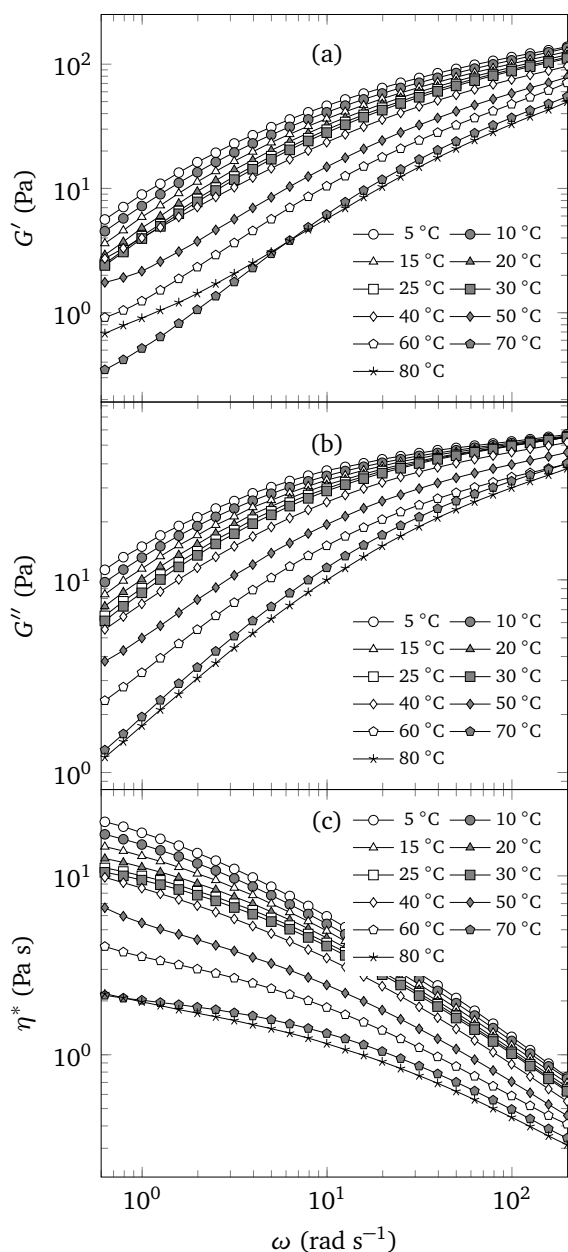 (a)
10²
10¹
10⁰
G′ (Pa)
5 °C 10 °C
15 °C 20 °C
25 °C 30 °C
40 °C 50 °C
60 °C 70 °C
80 °C
(b)
10¹
10⁰
G″ (Pa)
5 °C 10 °C
15 °C 20 °C
25 °C 30 °C
40 °C 50 °C
60 °C 70 °C
80 °C
(c)
10¹
10⁰
η* (Pa s)
5 °C 10 °C
15 °C 20 °C
25 °C 30 °C
40 °C 50 °C
60 °C 70 °C
80 °C
10⁰ 10¹ 10²
ω (rad s⁻¹)